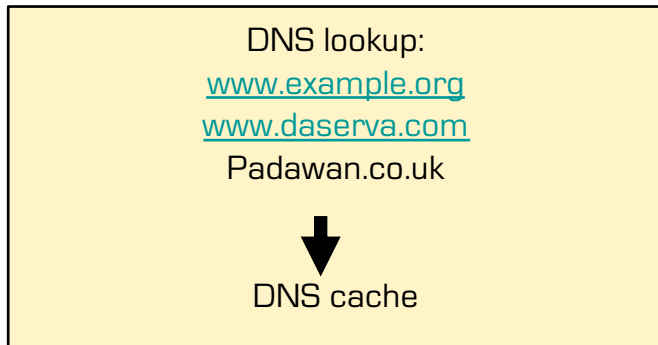 DNS lookup:
www.example.org
www.daserva.com
Padawan.co.uk
DNS cache